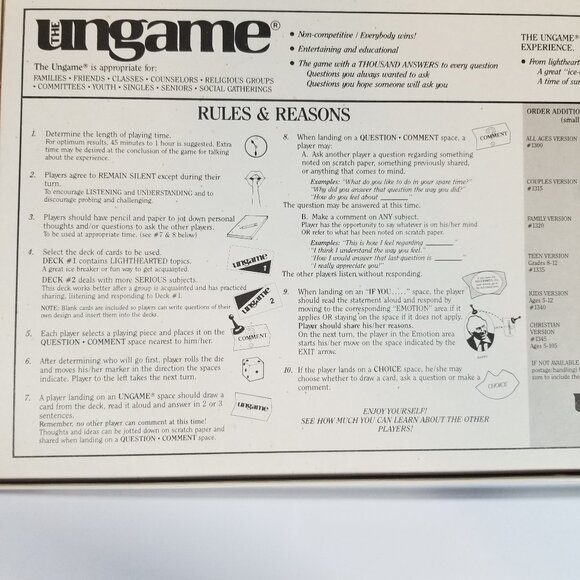 THE ungame®
The Ungame® is appropriate for:
FAMILIES • FRIENDS • CLASSES • COUNSELORS • RELIGIOUS GROUPS
• COMMITTEES • YOUTH • SINGLES • SENIORS • SOCIAL GATHERINGS
• Non-competitive / Everybody wins!
• Entertaining and educational
• The game with a THOUSAND ANSWERS to every question
Questions you always wanted to ask
Questions you hope someone will ask you
THE UNGAME®
EXPERIENCE.
• From lightheart
A great "ice-
A time of su
RULES & REASONS
1. Determine the length of playing time.
For optimum results, 45 minutes to 1 hour is suggested. Extra
time may be desired at the conclusion of the game for talking
about the experience.
2. Players agree to REMAIN SILENT except during their
turn.
To encourage LISTENING and UNDERSTANDING and to
discourage probing and challenging.
3. Players should have pencil and paper to jot down personal
thoughts and/or questions to ask the other players.
To be used at appropriate time. (see #7 & 8 below)
4. Select the deck of cards to be used.
DECK #1 contains LIGHTHEARTED topics.
A great ice breaker or fun way to get acquainted.
DECK #2 deals with more SERIOUS subjects.
This deck works better after a group is acquainted and has practiced
sharing, listening and responding to Deck #1.
NOTE: Blank cards are included so players can write questions of their
own design and insert them into the decks.
ungame 1
ungame 2
5. Each player selects a playing piece and places it on the
QUESTION • COMMENT space nearest to him/her.
COMMENT
6. After determining who will go first, player rolls the die
and moves his/her marker in the direction the spaces
indicate. Player to the left takes the next turn.
7. A player landing on an UNGAME® space should draw a
card from the deck, read it aloud and answer in 2 or 3
sentences.
Remember, no other player can comment at this time!
Thoughts and ideas can be jotted down on scratch paper and
shared when landing on a QUESTION • COMMENT space.
ungame
8. When landing on a QUESTION • COMMENT space, a
player may:
A. Ask another player a question regarding something
noted on scratch paper, something previously shared,
or anything that comes to mind.
Examples: "What do you like to do in your spare time?"
"Why did you answer that question the way you did?"
"How do you feel about ______"
The question may be answered at this time.
COMMENT
B. Make a comment on ANY subject.
Player has the opportunity to say whatever is on his/her mind
OR refer to what has been noted on scratch paper.
Examples: "This is how I feel regarding ______"
"I think I understand the way you feel."
"How I would answer that last question is ______"
"I really appreciate you!"
The other players listen, without responding.
9. When landing on an "IF YOU....." space, the player
should read the statement aloud and respond by
moving to the corresponding "EMOTION" area if it
applies OR staying on the space if it does not apply.
Player should share his/her reasons.
On the next turn, the player in the Emotion area
starts his/her move on the space indicated by the
EXIT arrow.
10. If the player lands on a CHOICE space, he/she may
choose whether to draw a card, ask a question or make a
comment.
CHOICE
ENJOY YOURSELF!
SEE HOW MUCH YOU CAN LEARN ABOUT THE OTHER
PLAYERS!
ORDER ADDITIO
(small
ALL AGES VERSION
#1300
COUPLES VERSION
#1315
FAMILY VERSION
#1320
TEEN VERSION
Grades 8-12
#1335
KIDS VERSION
Ages 5-12
#1340
CHRISTIAN
VERSION
#1345
Ages 5-105
IF NOT AVAILABLE
postage/handling)
sure to include the